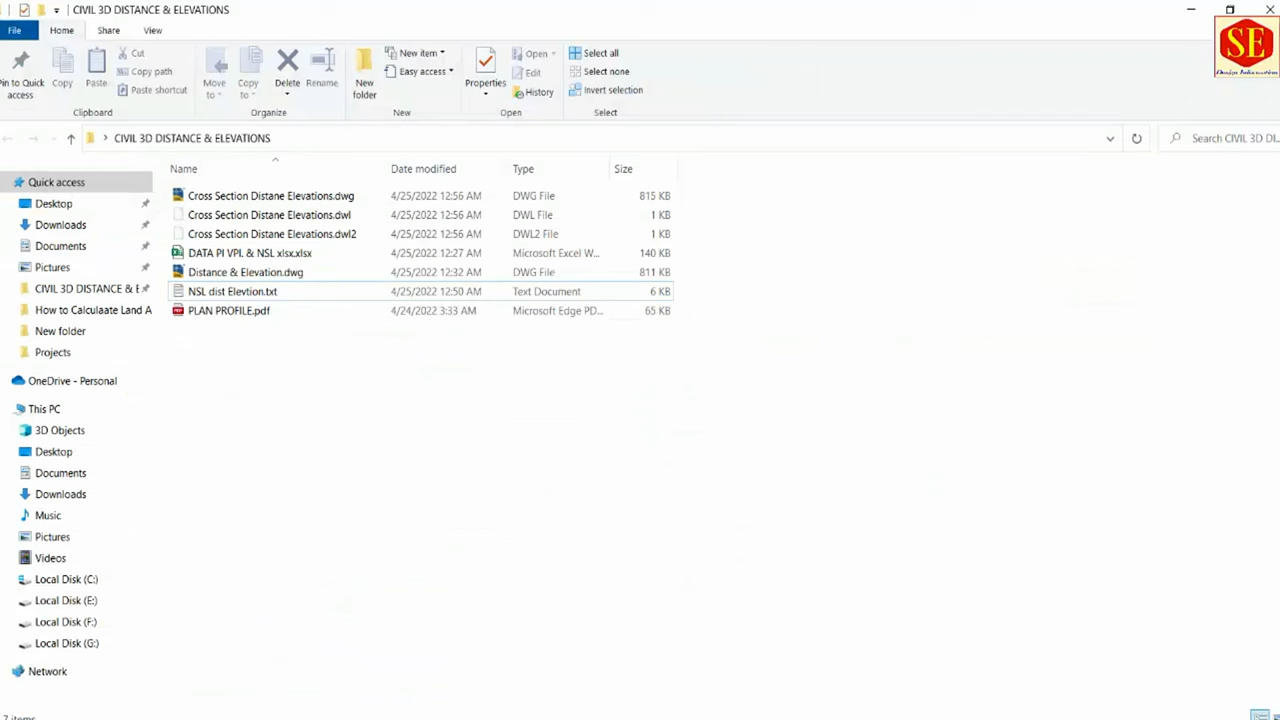 CIVIL 3D DISTANCE & ELEVATIONS
File Home Share View
Pin to Quick access
Copy
Paste
Cut
Copy path
Paste shortcut
Clipboard
Move to
Copy to
Delete
Rename
Organize
New folder
New item
Easy access
New
Properties
Open
Edit
History
Open
Select all
Select none
Invert selection
Select
SE
CIVIL 3D DISTANCE & ELEVATIONS
Search CIVIL 3D DI...
Name Date modified Type Size
Cross Section Distane Elevations.dwg 4/25/2022 12:56 AM DWG File 815 KB
Cross Section Distane Elevations.dwl 4/25/2022 12:56 AM DWL File 1 KB
Cross Section Distane Elevations.dwl2 4/25/2022 12:56 AM DWL2 File 1 KB
DATA PI VPI. & NSL xlsx.xlsx 4/25/2022 12:27 AM Microsoft Excel W... 140 KB
Distance & Elevation.dwg 4/25/2022 12:32 AM DWG File 811 KB
NSL dist Elevtion.txt 4/25/2022 12:50 AM Text Document 6 KB
PLAN PROFILE.pdf 4/24/2022 3:33 AM Microsoft Edge PD... 65 KB
Quick access
Desktop
Downloads
Documents
Pictures
CIVIL 3D DISTANCE & E
How to Calculaate Land A
New folder
Projects
OneDrive - Personal
This PC
3D Objects
Desktop
Documents
Downloads
Music
Pictures
Videos
Local Disk (C:)
Local Disk (E:)
Local Disk (F:)
Local Disk (G:)
Network
7 items